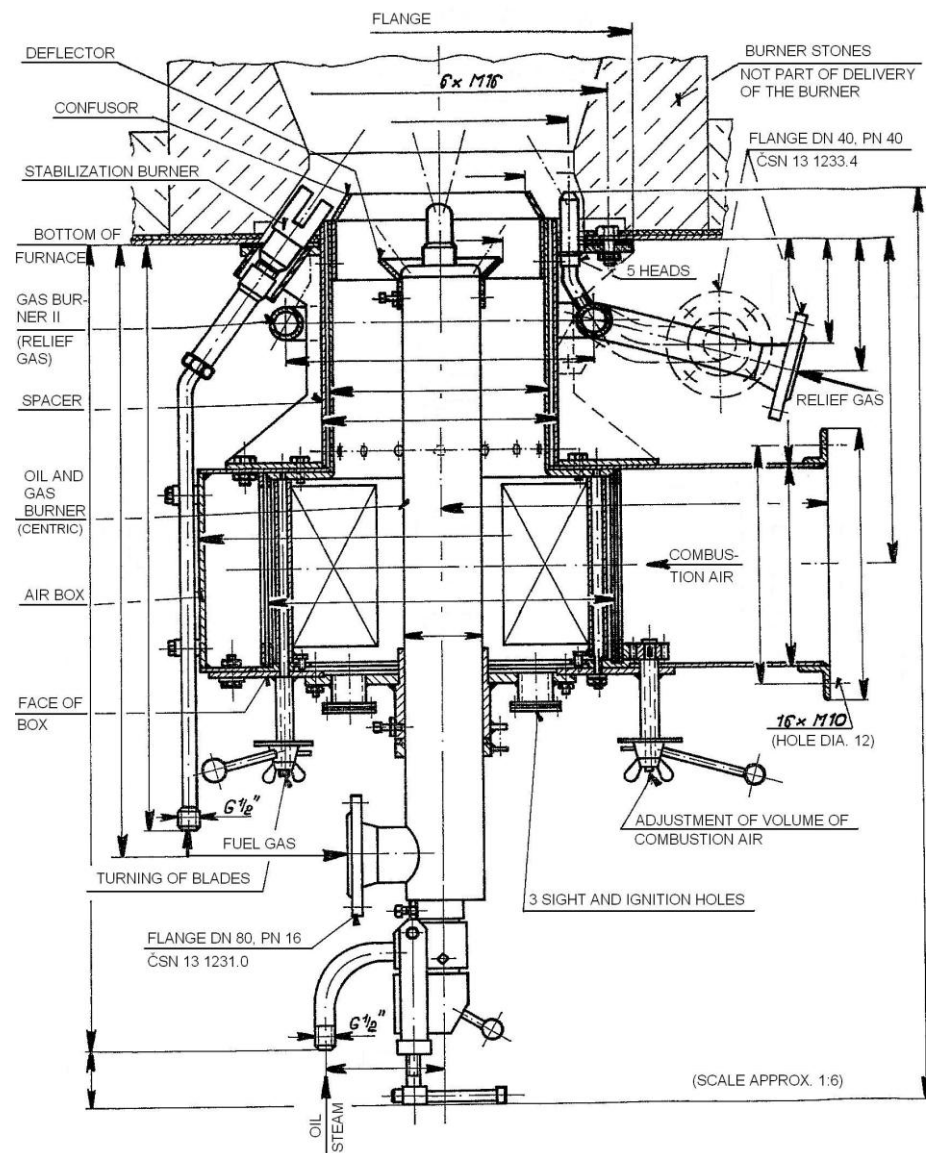 FLANGE
DEFLECTOR
6 x M16
BURNER STONES
NOT PART OF DELIVERY
OF THE BURNER
CONFUSOR
FLANGE DN 40, PN 40
ČSN 13 1233.4
STABILIZATION BURNER
BOTTOM OF
FURNACE
5 HEADS
GAS BUR-
NER II
(RELIEF
GAS)
RELIEF GAS
SPACER
OIL AND
GAS
BURNER
(CENTRIC)
COMBUS-
TION AIR
AIR BOX
FACE OF
BOX
16 x M10
(HOLE DIA. 12)
G 1/2"
FUEL GAS
ADJUSTMENT OF VOLUME OF
COMBUSTION AIR
TURNING OF BLADES
3 SIGHT AND IGNITION HOLES
FLANGE DN 80, PN 16
ČSN 13 1231.0
G 1/2"
(SCALE APPROX. 1:6)
OIL
STEAM